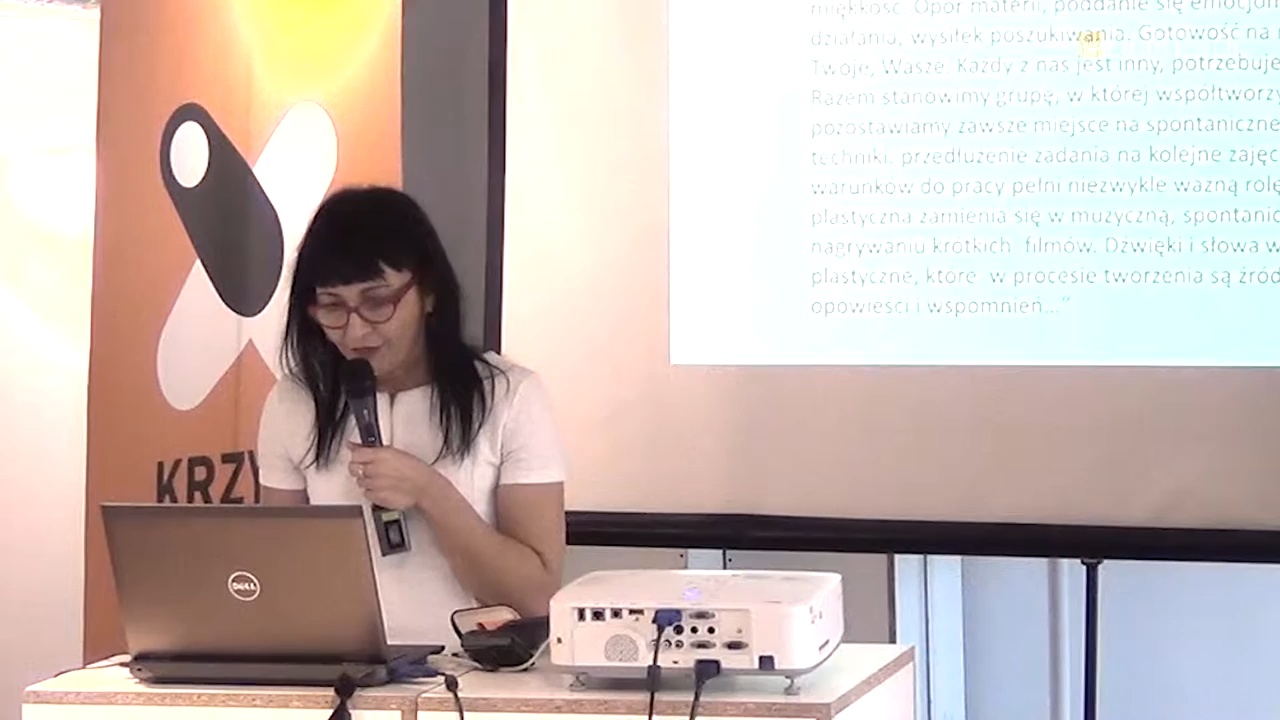 miękkość. Opór materii, poddanie się emocjom
działania, wysiłek poszukiwania. Gotowość na
Twoje, Wasze. Każdy z nas jest inny, potrzebuje
Razem stanowimy grupę, w której współtworzy
pozostawiamy zawsze miejsce na spontaniczne
techniki, przedłużenie zadania na kolejne zajęc
warunków do pracy pełni niezwykle ważną rolę
plastyczna zamienia się w muzyczną, spontanic
nagrywaniu krótkich filmów. Dźwięki i słowa w
plastyczne, które w procesie tworzenia są źród
opowieści i wspomnień..."
KRZY
DELL